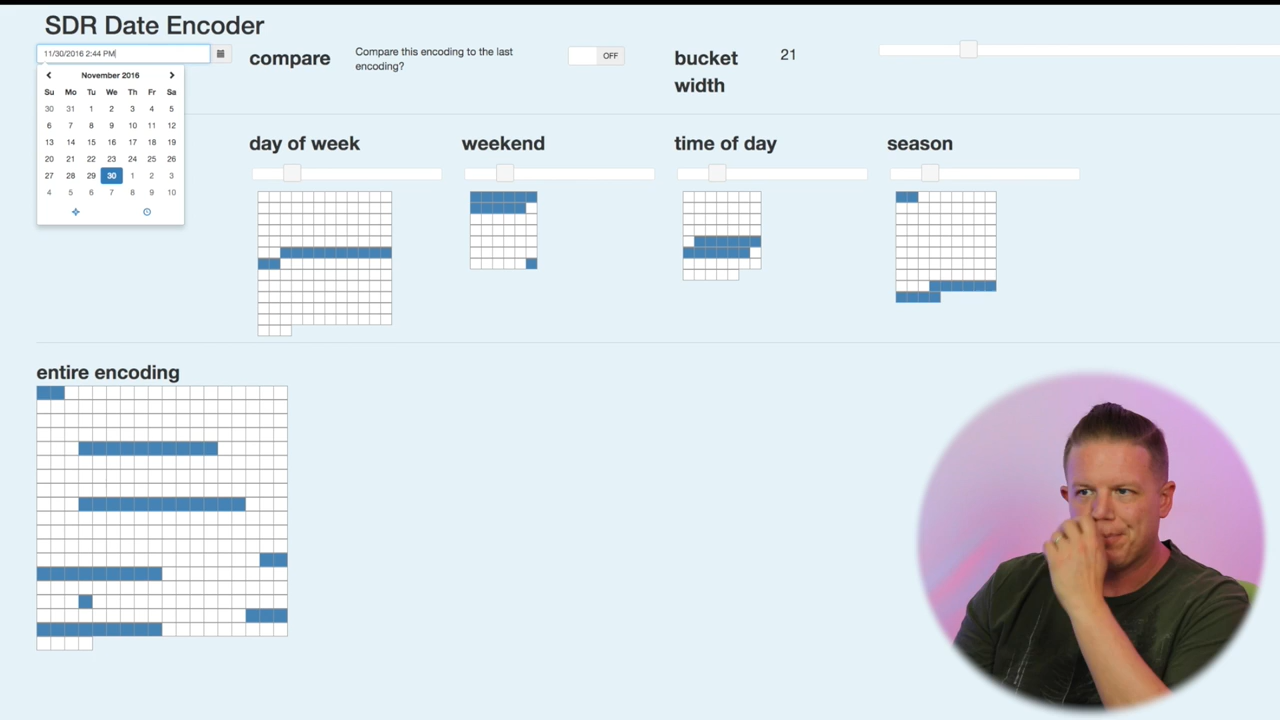 SDR Date Encoder
11/30/2016 2:44 PM
November 2016
Su Mo Tu We Th Fr Sa
30 31 1 2 3 4 5
6 7 8 9 10 11 12
13 14 15 16 17 18 19
20 21 22 23 24 25 26
27 28 29 30 1 2 3
4 5 6 7 8 9 10
compare
Compare this encoding to the last
encoding?
OFF
bucket
width
21
day of week
weekend
time of day
season
entire encoding